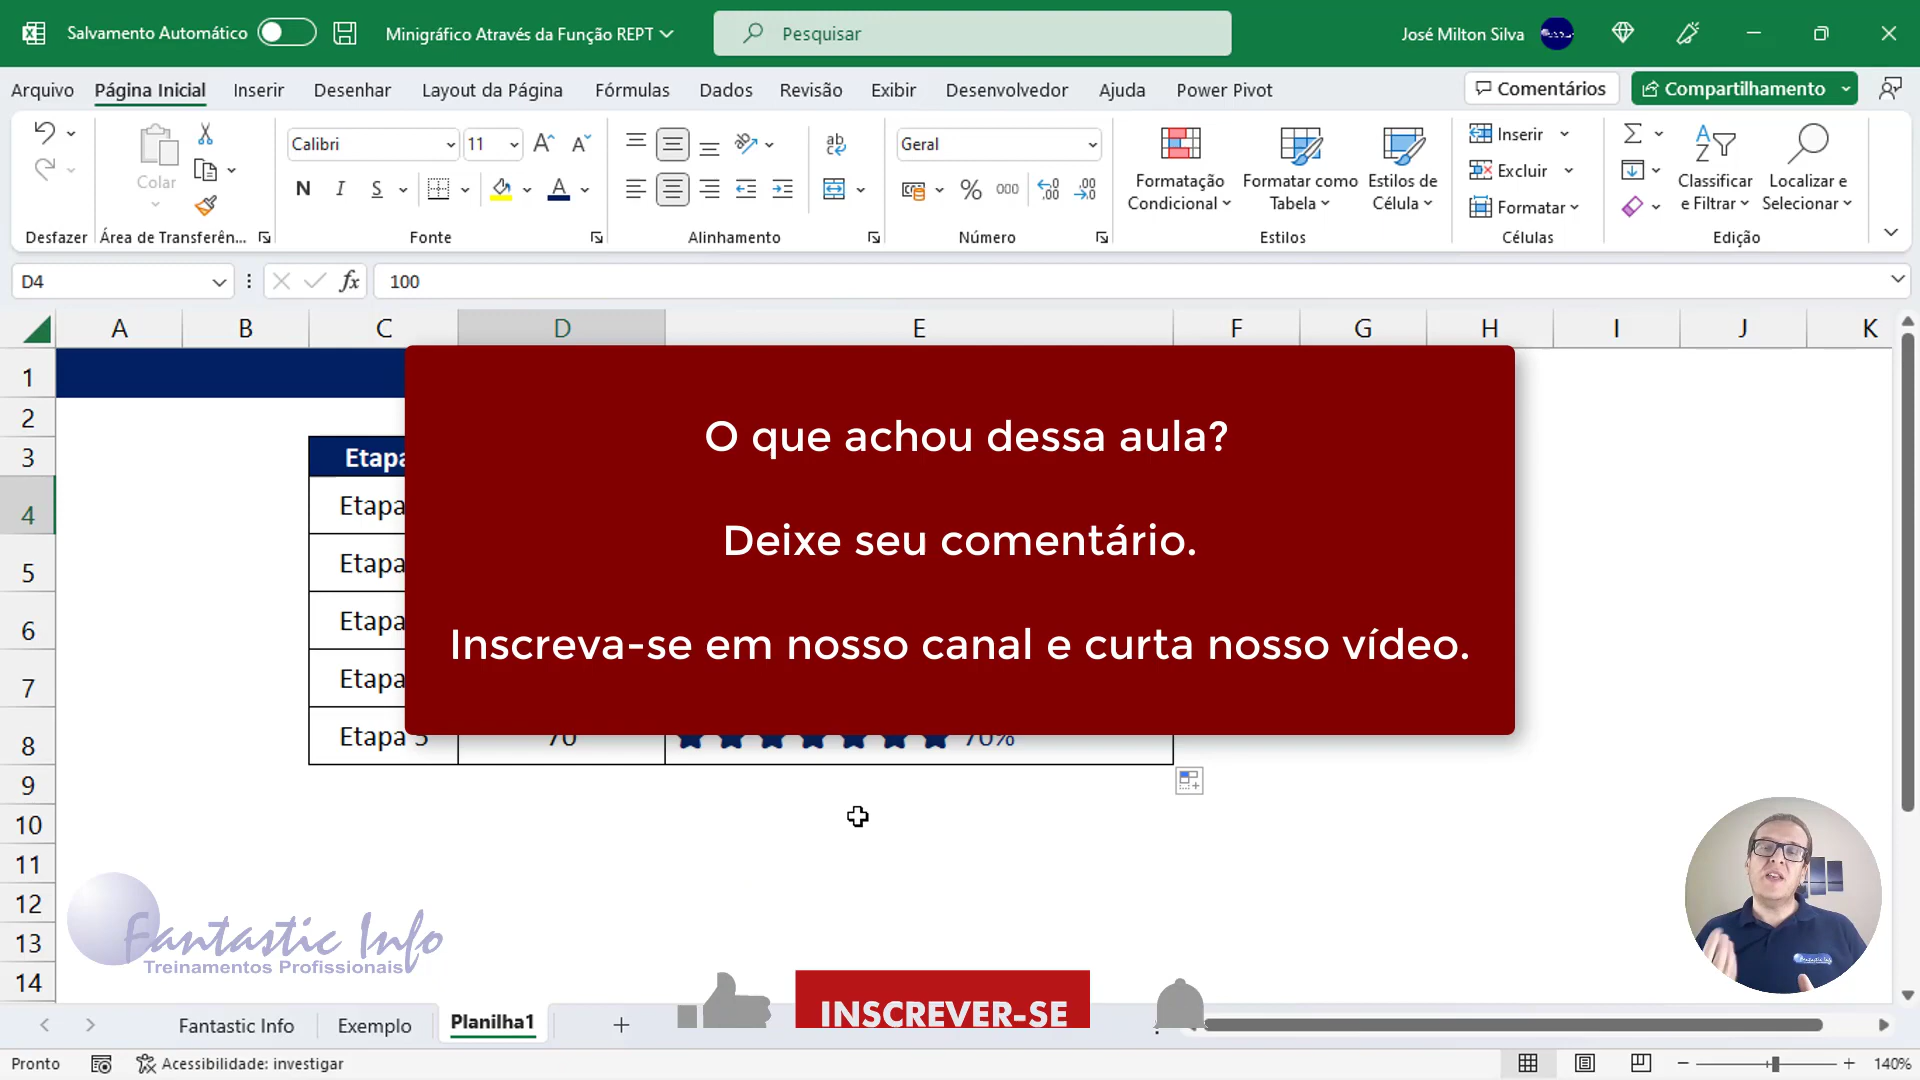 Salvamento Automático
Minigráfico Através da Função REPT
Pesquisar
José Milton Silva
Arquivo Página Inicial Inserir Desenhar Layout da Página Fórmulas Dados Revisão Exibir Desenvolvedor Ajuda Power Pivot
Comentários
Compartilhamento
Colar
Calibri 11
N I S
Geral
% 000
Formatação Condicional
Formatar como Tabela
Estilos de Célula
Inserir
Excluir
Formatar
Classificar e Filtrar
Localizar e Selecionar
Desfazer Área de Transferên... Fonte Alinhamento Número Estilos Células Edição
D4 fx 100
A B C D E F G H I J K
1
2
3 Etapa
4 Etapa
5 Etapa
6 Etapa
7 Etapa
8 Etapa 5 70 70%
9
10
11
12
13
14
O que achou dessa aula?
Deixe seu comentário.
Inscreva-se em nosso canal e curta nosso vídeo.
Fantastic Info
Treinamentos Profissionais
INSCREVER-SE
Fantastic Info Exemplo Planilha1
Pronto Acessibilidade: investigar 140%